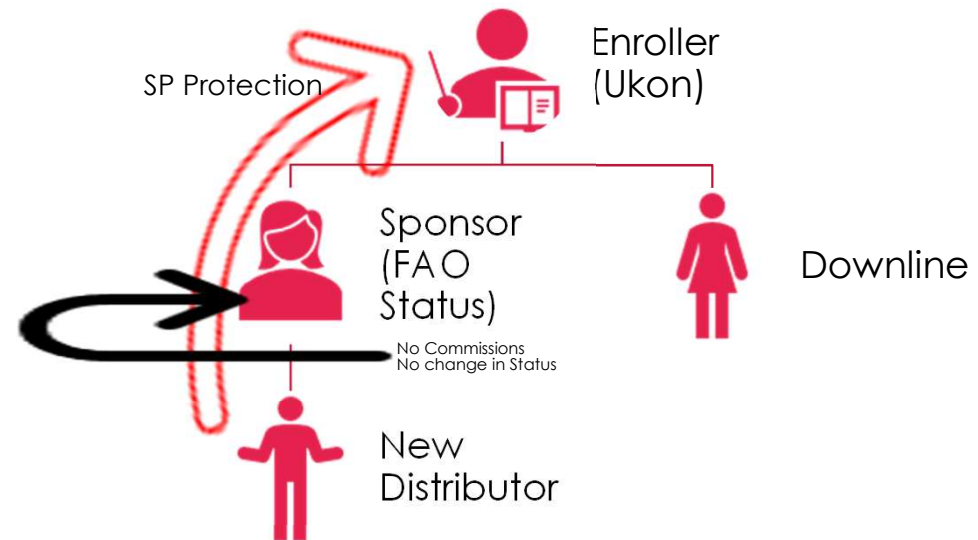 Enroller
(Ukon)
SP Protection
Sponsor
(FAO
Status)
Downline
No Commissions
No change in Status
New
Distributor